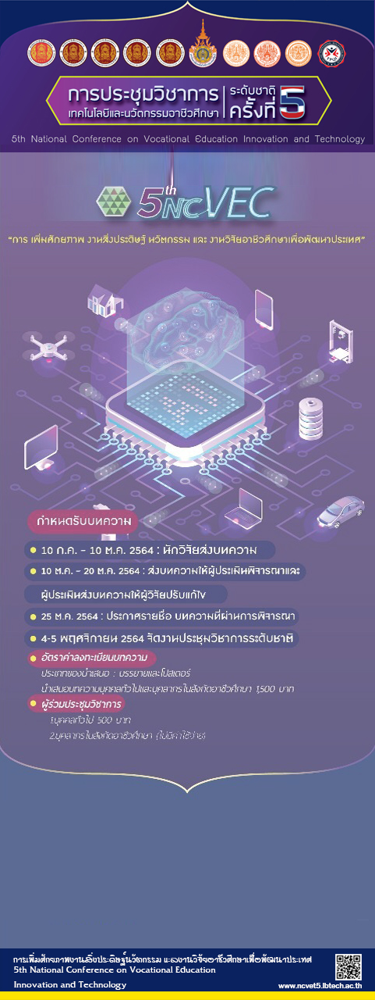 การประชุมวิชาการ
เทคโนโลยีและนวัตกรรมอาชีวศึกษา
ระดับชาติ
ครั้งที่ 5
5th National Conference on Vocational Education Innovation and Technology
5th NCVEC
“การ เพิ่มศักยภาพ งานสิ่งประดิษฐ์ นวัตกรรม และ งานวิจัยอาชีวศึกษาเพื่อพัฒนาประเทศ”
กำหนดรับบทความ
10 ก.ค. - 10 ต.ค. 2564 : นักวิจัยส่งบทความ
10 ต.ค. - 20 ต.ค. 2564 : ส่งบทความให้ผู้ประเมินพิจารณาและ
ผู้ประเมินส่งบทความให้ผู้วิจัยปรับแก้ไข
25 ต.ค. 2564 : ประกาศรายชื่อ บทความที่ผ่านการพิจารณา
4-5 พฤศจิกายน 2564 จัดงานประชุมวิชาการระดับชาติ
อัตราค่าลงทะเบียนบทความ
ประเภทของนำเสนอ : บรรยายและโปสเตอร์
นำเสนอบทความบุคคลทั่วไปและบุคลากรในสังกัดอาชีวศึกษา 1,500 บาท
ผู้ร่วมประชุมวิชาการ
1.บุคคลทั่วไป 500 บาท
2.บุคลากรในสังกัดอาชีวศึกษา (ไม่มีค่าใช้จ่าย)
การเพิ่มศักยภาพงานสิ่งประดิษฐ์นวัตกรรม และงานวิจัยอาชีวศึกษาเพื่อพัฒนาประเทศ
5th National Conference on Vocational Education
Innovation and Technology
www.ncvet5.lbtech.ac.th